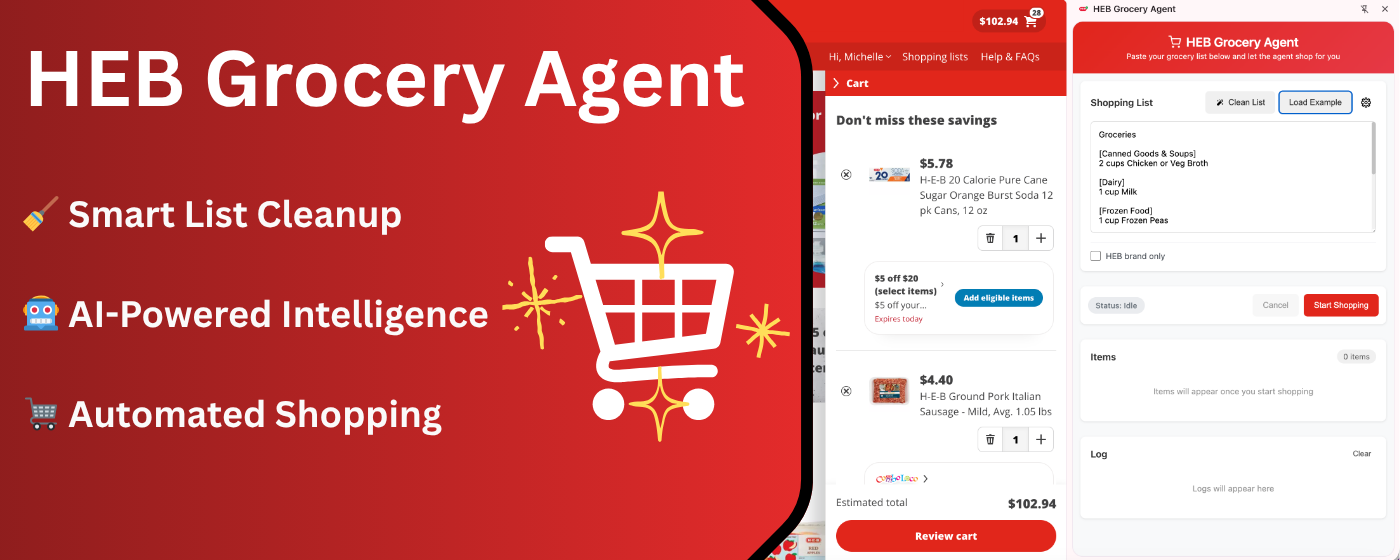 HEB Grocery Agent
Smart List Cleanup
AI-Powered Intelligence
Automated Shopping
$102.94
28
Hi, Michelle
Shopping lists
Help & FAQs
Cart
Don't miss these savings
$5.78
H-E-B 20 Calorie Pure Cane
Sugar Orange Burst Soda 12
pk Cans, 12 oz
1
$5 off $20
(select items)
$5 off your...
Expires today
Add eligible items
$4.40
H-E-B Ground Pork Italian
Sausage - Mild, Avg. 1.05 lbs
1
Estimated total
$102.94
Review cart
HEB Grocery Agent
HEB Grocery Agent
Paste your grocery list below and let the agent shop for you
Shopping List
Clean List
Load Example
Groceries
[Canned Goods & Soups]
2 cups Chicken or Veg Broth
[Dairy]
1 cup Milk
[Frozen Food]
1 cup Frozen Peas
HEB brand only
Status: Idle
Cancel
Start Shopping
Items
0 items
Items will appear once you start shopping
Log
Clear
Logs will appear here